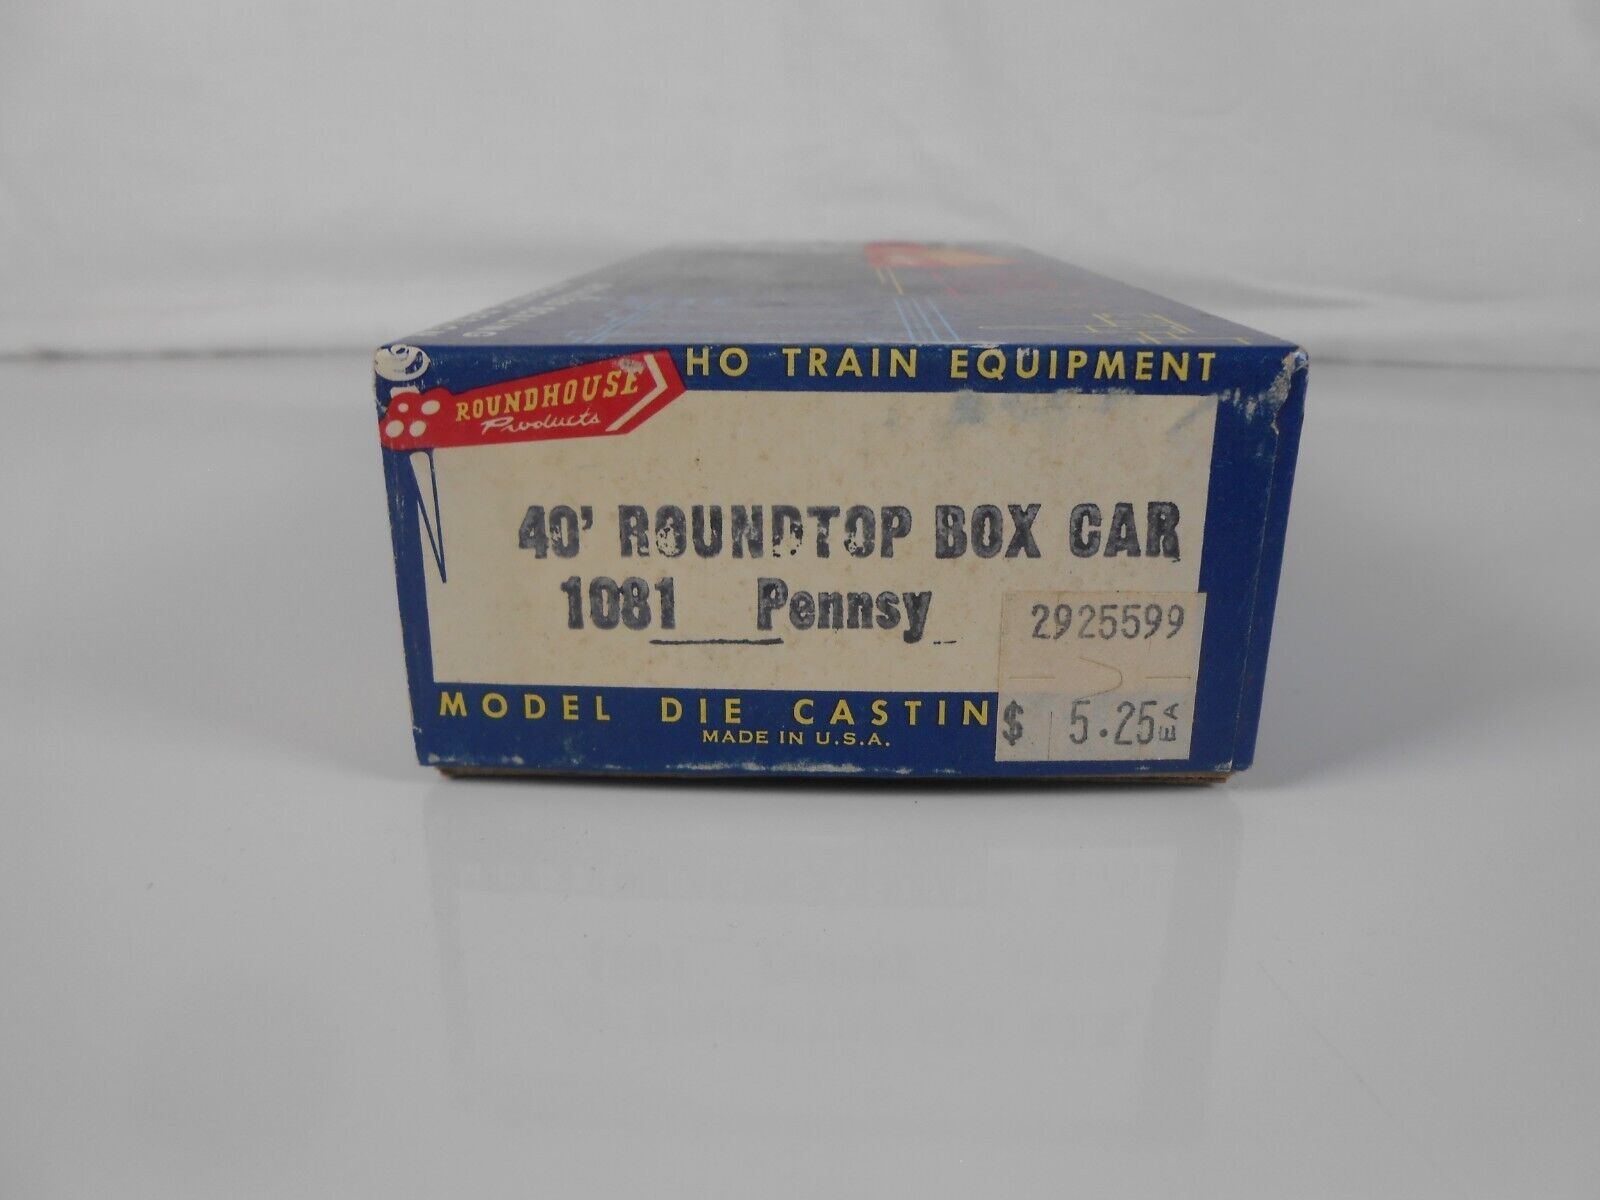 HO TRAIN EQUIPMENT
ROUNDHOUSE
Products
40' ROUNDTOP BOX CAR
1081 Pennsy
2925599
$ 5.25 EA
MODEL DIE CASTIN
MADE IN U.S.A.